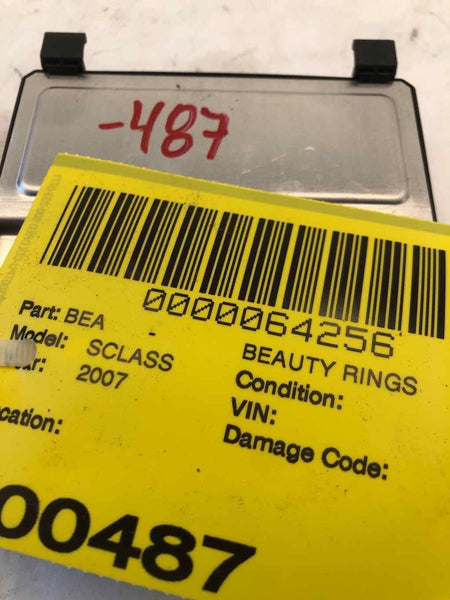 -487
0000064256
Part: BEA
BEAUTY RINGS
Model: SCLASS
Condition:
2007
VIN:
Damage Code:
00487